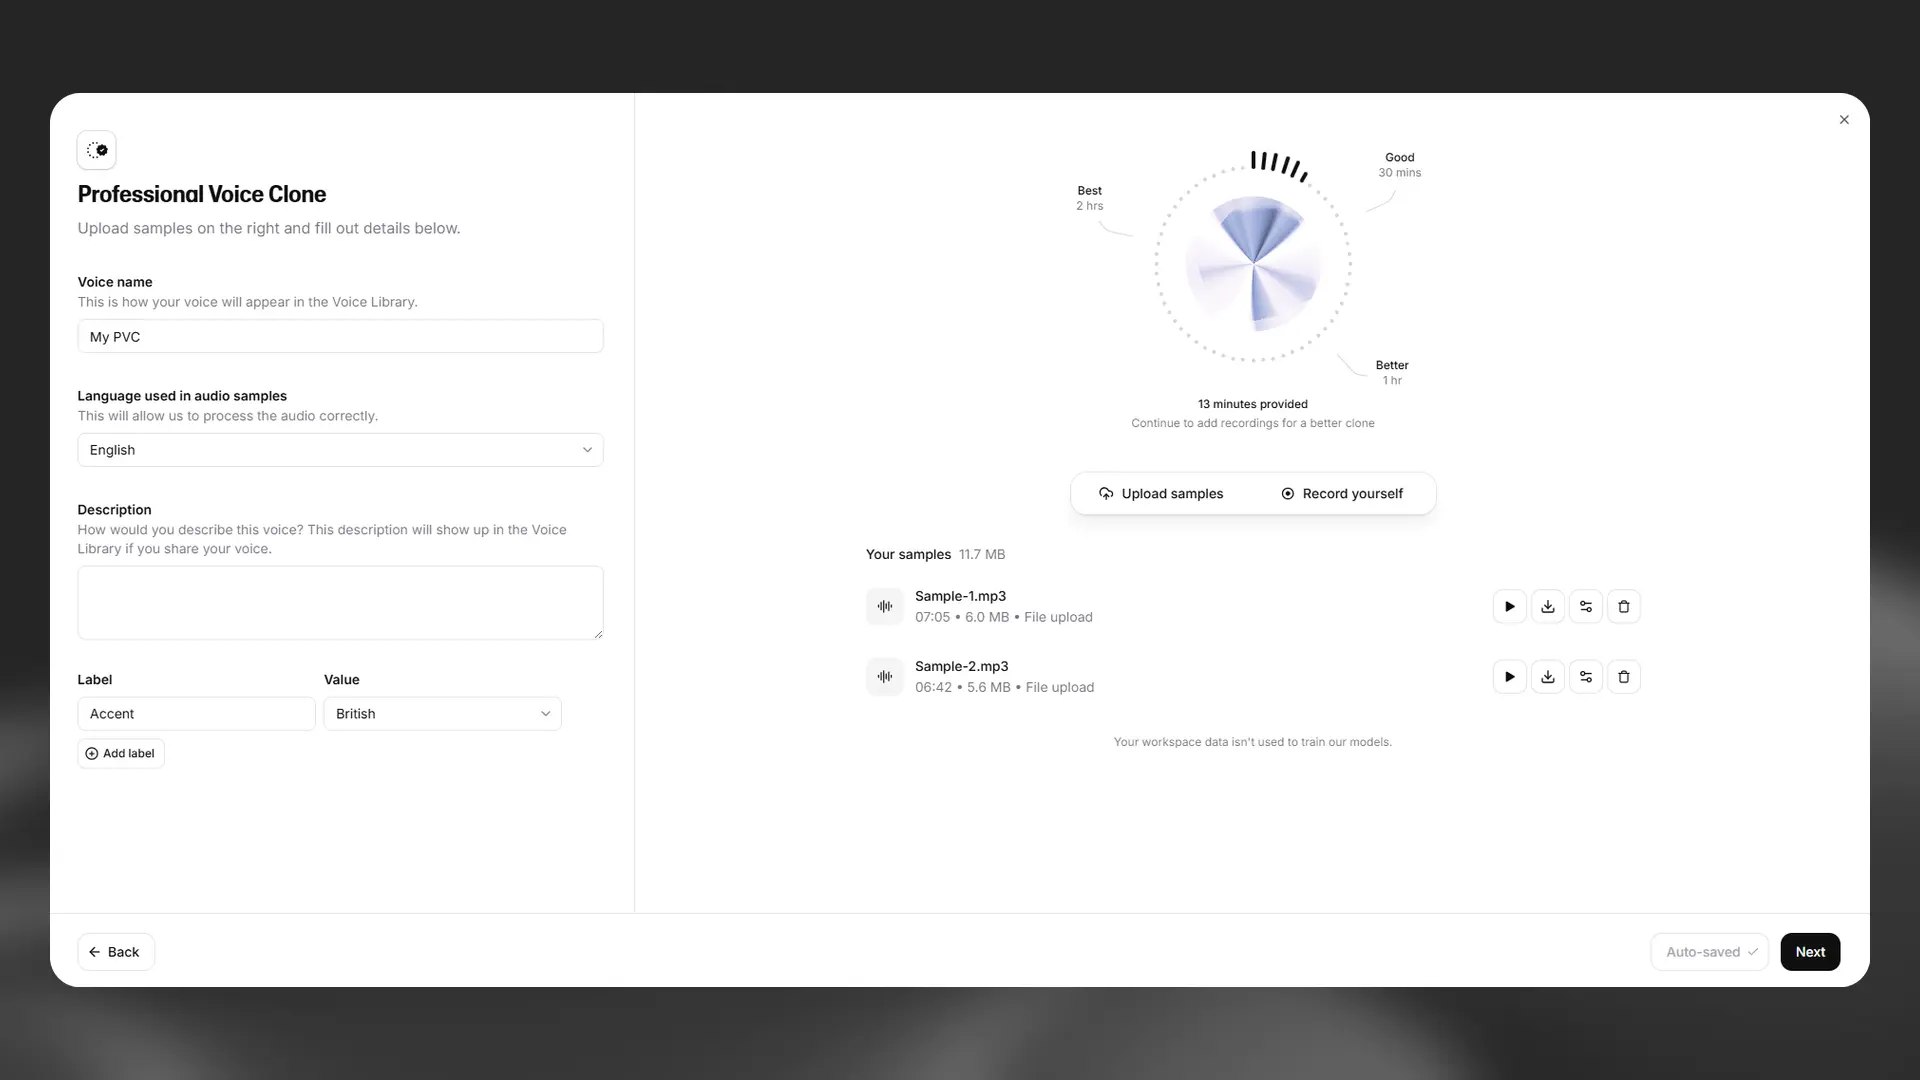 Professional Voice Clone
Upload samples on the right and fill out details below.
Voice name
This is how your voice will appear in the Voice Library.
My PVC
Language used in audio samples
This will allow us to process the audio correctly.
English
Description
How would you describe this voice? This description will show up in the Voice
Library if you share your voice.
Label
Value
Accent
British
Add label
Good
30 mins
Best
2 hrs
Better
1 hr
13 minutes provided
Continue to add recordings for a better clone
Upload samples
Record yourself
Your samples 11.7 MB
Sample-1.mp3
07:05 • 6.0 MB • File upload
Sample-2.mp3
06:42 • 5.6 MB • File upload
Your workspace data isn't used to train our models.
Back
Auto-saved
Next